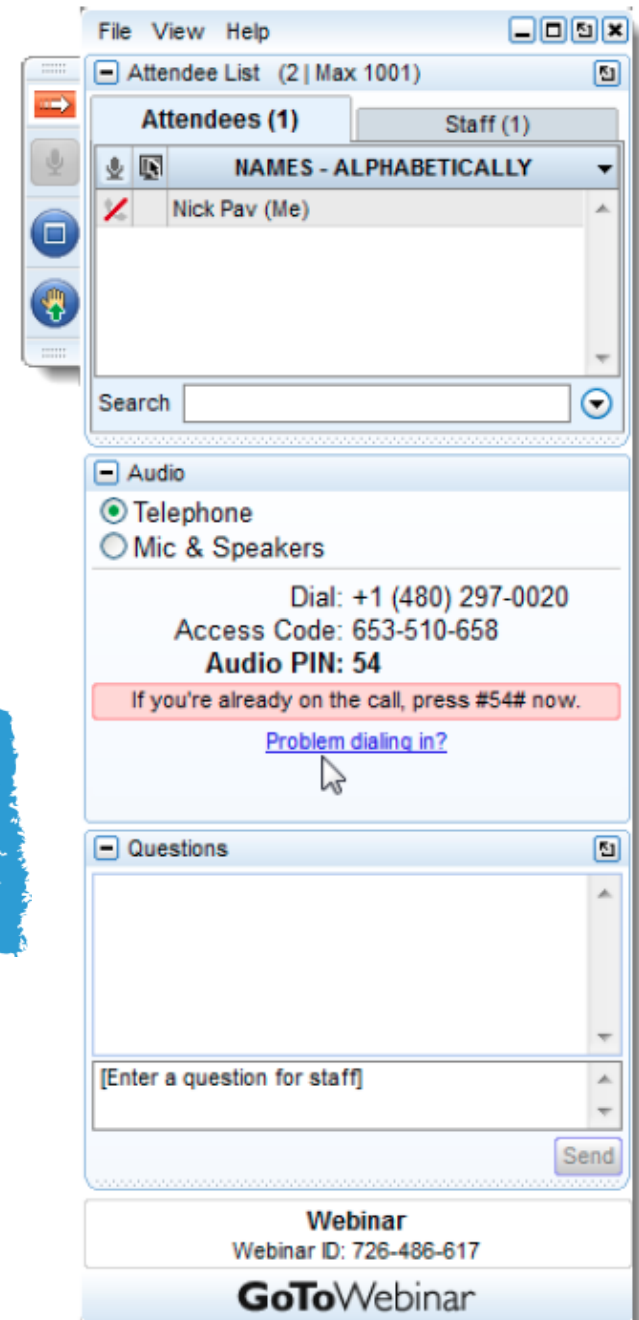 File View Help
Attendee List (2 | Max 1001)
Attendees (1) Staff (1)
NAMES - ALPHABETICALLY
Nick Pav (Me)
Search
Audio
Telephone
Mic & Speakers
Dial: +1 (480) 297-0020
Access Code: 653-510-658
Audio PIN: 54
If you're already on the call, press #54# now.
Problem dialing in?
Questions
[Enter a question for staff]
Send
Webinar
Webinar ID: 726-486-617
GoToWebinar